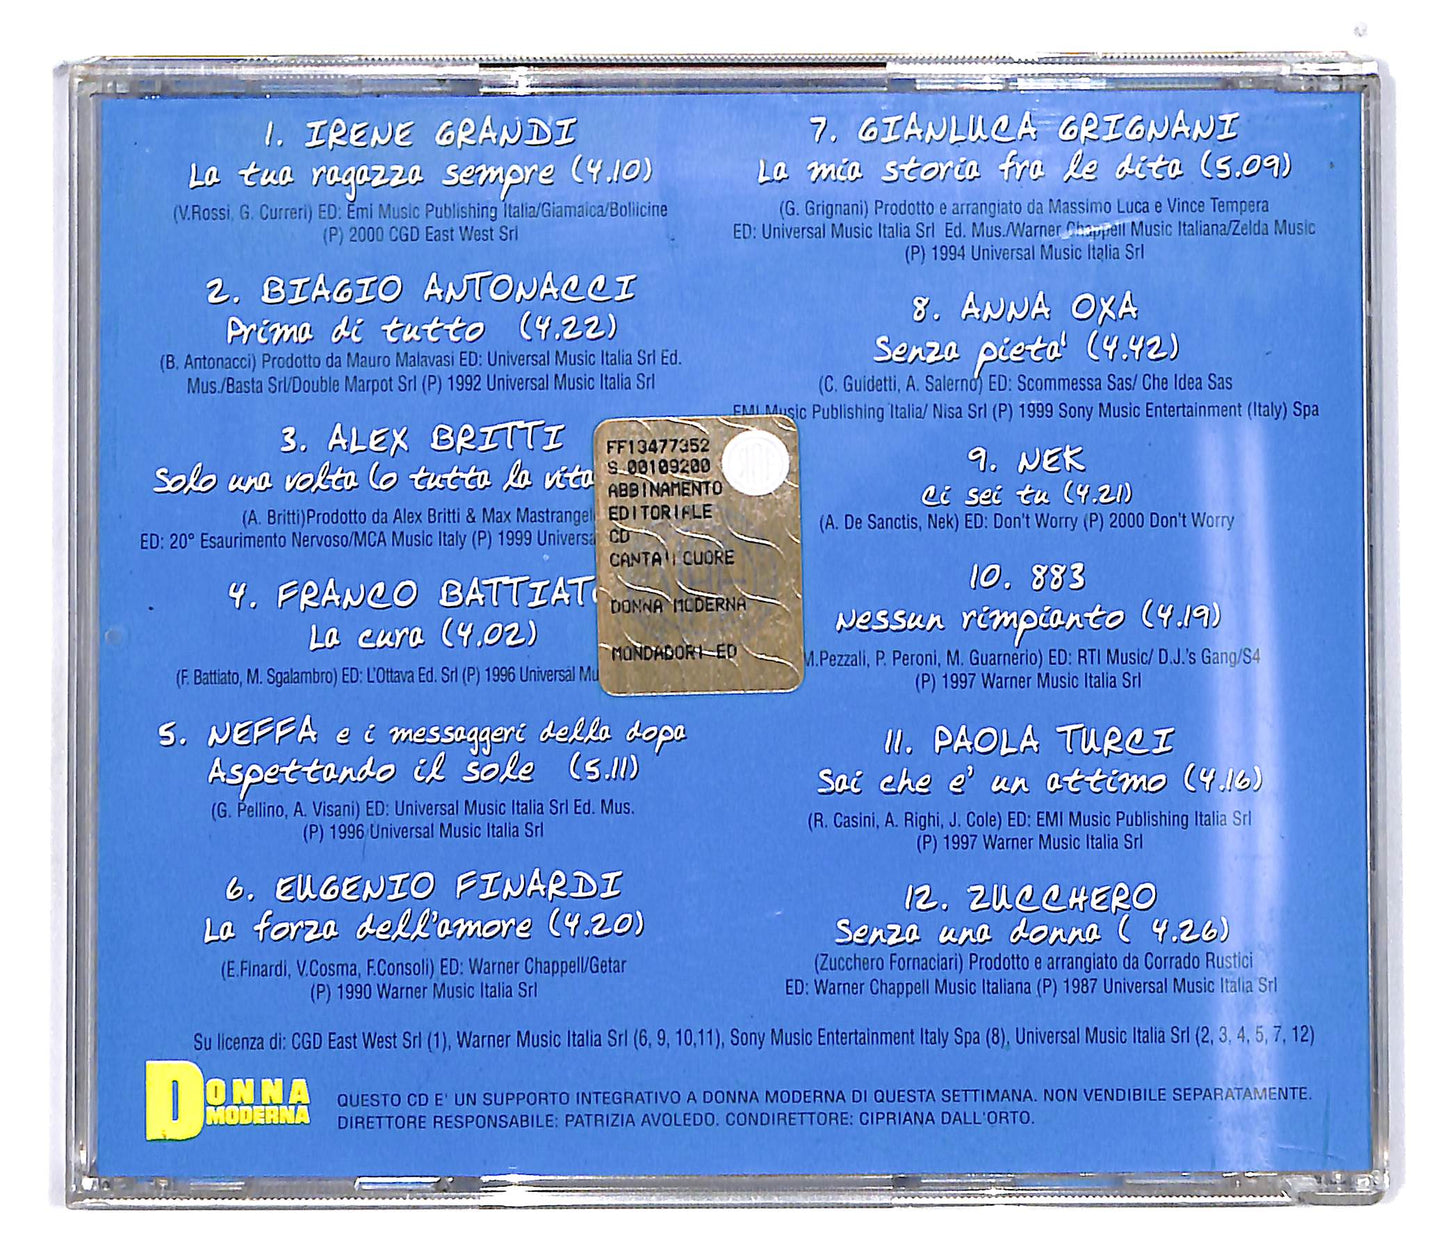 1. IRENE GRANDI
La tua ragazza sempre (4.10)
(V.Rossi, G. Curreri) ED: Emi Music Publishing Italia/Giamaica/Bollicine
(P) 2000 CGD East West Srl
2. BIAGIO ANTONACCI
Prima di tutto (4.22)
(B. Antonacci) Prodotto da Mauro Malavasi ED: Universal Music Italia Srl Ed.
Mus./Basta Srl/Double Marpot Srl (P) 1992 Universal Music Italia Srl
3. ALEX BRITTI
Solo una volta (o tutta la vita
(A. Britti)Prodotto da Alex Britti & Max Mastrangel
ED: 20° Esaurimento Nervoso/MCA Music Italy (P) 1999 Universa
4. FRANCO BATTIATO
La cura (4.02)
(F. Battiato, M. Sgalambro) ED: L'Ottava Ed. Srl (P) 1996 Universal Mu
5. NEFFA e i messaggeri della dopa
Aspettando il sole (5.11)
(G. Pellino, A. Visani) ED: Universal Music Italia Srl Ed. Mus.
(P) 1996 Universal Music Italia Srl
6. EUGENIO FINARDI
La forza dell'amore (4.20)
(E.Finardi, V.Cosma, F.Consoli) ED: Warner Chappell/Getar
(P) 1990 Warner Music Italia Srl
FF13477352
S 00109200
ABBINAMENTO
EDITORIALE
CD
CANTA I CUORE
DONNA MODERNA
MONDADORI ED
7. GIANLUCA GRIGNANI
La mia storia fra le dita (5.09)
(G. Grignani) Prodotto e arrangiato da Massimo Luca e Vince Tempera
ED: Universal Music Italia Srl Ed. Mus./Warner Chappell Music Italiana/Zelda Music
(P) 1994 Universal Music Italia Srl
8. ANNA OXA
Senza pieta' (4.42)
(C. Guidetti, A. Salerno) ED: Scommessa Sas/ Che Idea Sas
EMI Music Publishing Italia/ Nisa Srl (P) 1999 Sony Music Entertainment (Italy) Spa
9. NEK
Ci sei tu (4.21)
(A. De Sanctis, Nek) ED: Don't Worry (P) 2000 Don't Worry
10. 883
Nessun rimpianto (4.19)
M.Pezzali, P. Peroni, M. Guarnerio) ED: RTI Music/ D.J.'s Gang/S4
(P) 1997 Warner Music Italia Srl
11. PAOLA TURCI
Sai che e' un attimo (4.16)
(R. Casini, A. Righi, J. Cole) ED: EMI Music Publishing Italia Srl
(P) 1997 Warner Music Italia Srl
12. ZUCCHERO
Senza una donna ( 4.26)
(Zucchero Fornaciari) Prodotto e arrangiato da Corrado Rustici
ED: Warner Chappell Music Italiana (P) 1987 Universal Music Italia Srl
Su licenza di: CGD East West Srl (1), Warner Music Italia Srl (6, 9, 10,11), Sony Music Entertainment Italy Spa (8), Universal Music Italia Srl (2, 3, 4, 5, 7, 12)
DONNA
MODERNA
QUESTO CD E' UN SUPPORTO INTEGRATIVO A DONNA MODERNA DI QUESTA SETTIMANA. NON VENDIBILE SEPARATAMENTE.
DIRETTORE RESPONSABILE: PATRIZIA AVOLEDO. CONDIRETTORE: CIPRIANA DALL'ORTO.